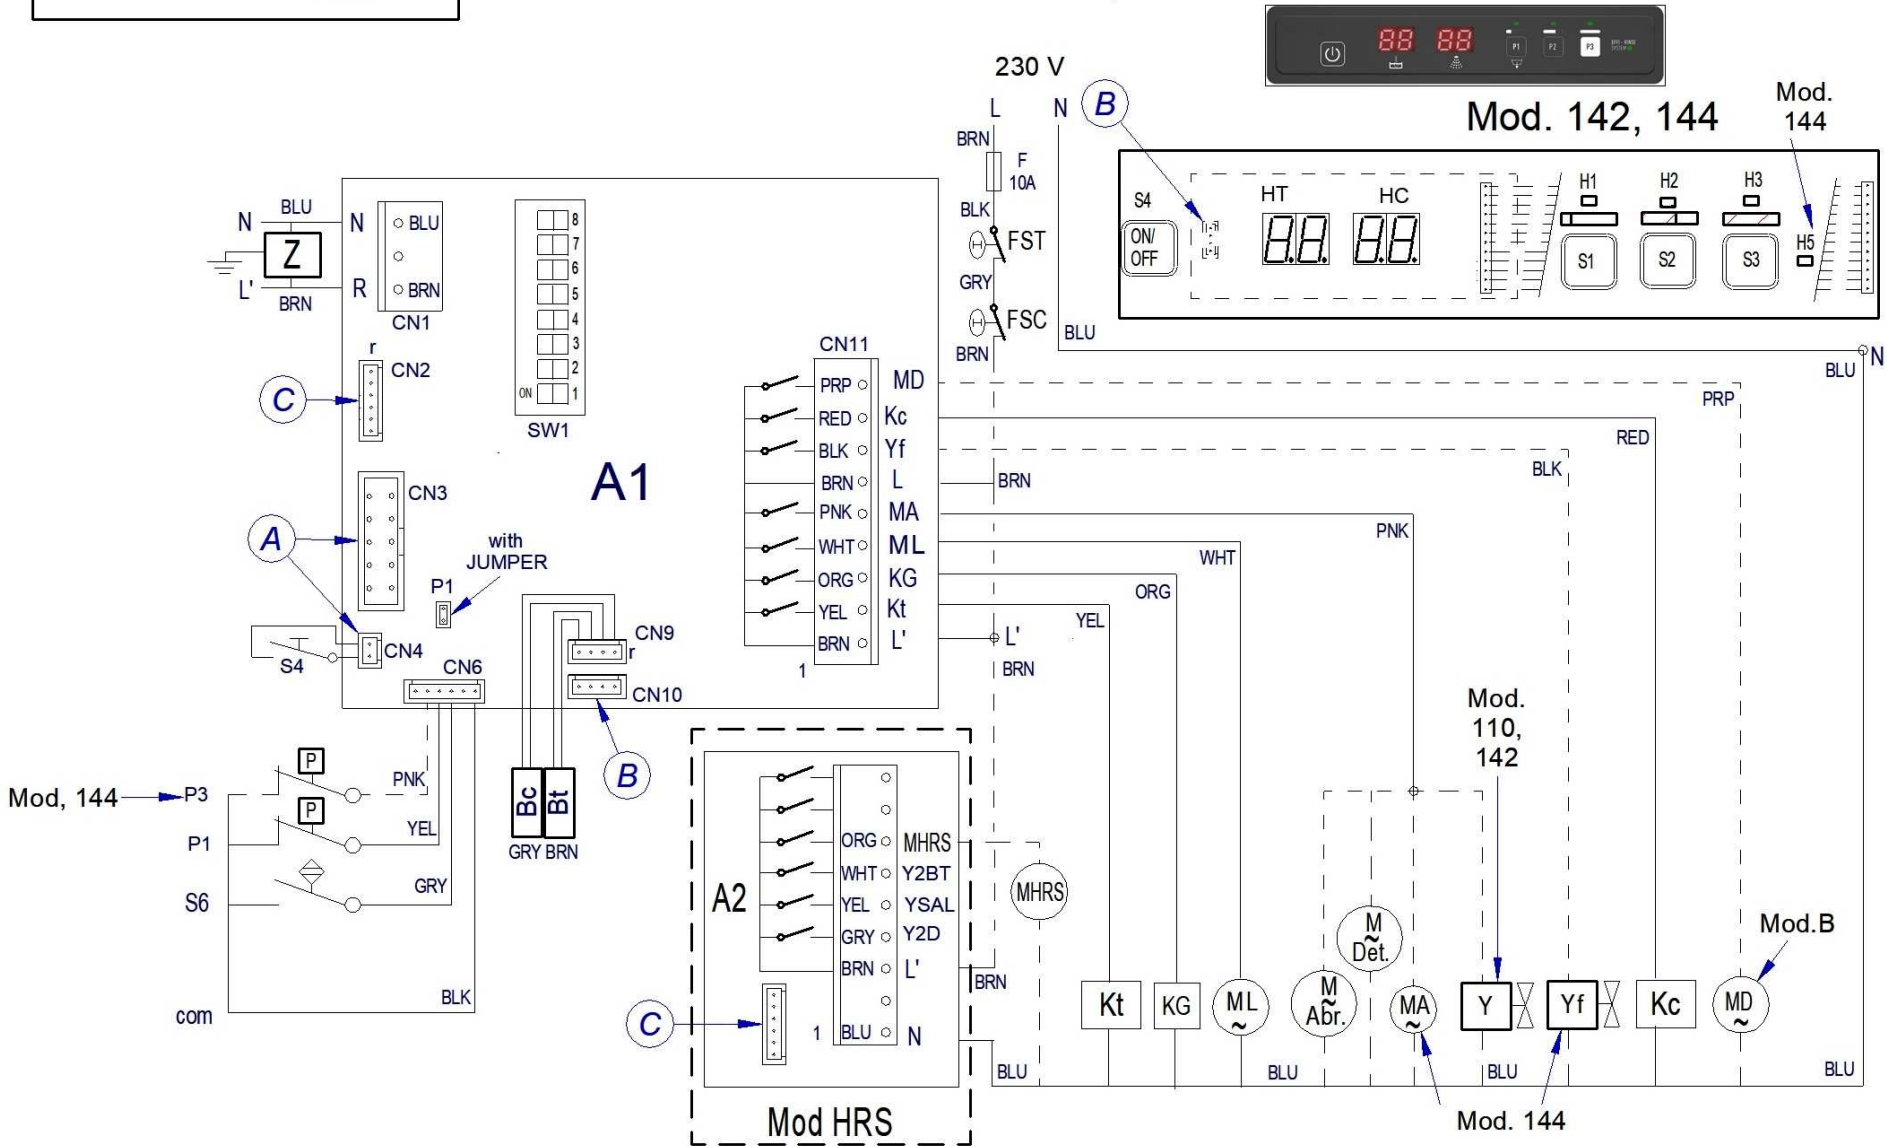 230 V
L
N
B
BRN
F
10A
BLK
FST
GRY
FSC
BRN
BLU
N
BLU
88 88
P1 P2 P3
Mod. 142, 144
Mod.
144
S4
ON/
OFF
HT
HC
H1
H2
H3
H5
S1
S2
S3
N
BLU
Z
L'
BRN
N
BLU
R
BRN
CN1
r
CN2
C
8
7
6
5
4
3
2
ON
1
SW1
A1
CN3
A
with
JUMPER
P1
CN4
S4
CN6
CN9
r
CN10
B
CN11
PRP MD
RED Kc
BLK Yf
BRN L
PNK MA
WHT ML
ORG KG
YEL Kt
BRN L'
1
PRP
RED
BLK
BRN
PNK
WHT
ORG
YEL
L'
BRN
Mod, 144
P3
P
PNK
P
P1
YEL
S6
GRY
com
BLK
Bc
Bt
GRY BRN
A2
ORG MHRS
WHT Y2BT
YEL YSAL
GRY Y2D
BRN L'
1 BLU N
C
Mod HRS
MHRS
BRN
BLU
Mod.
110,
142
Mod.B
M
~
Det.
Kt
KG
ML
~
M
~
Abr.
MA
~
Y
Yf
Kc
MD
~
BLU
BLU
BLU
Mod. 144